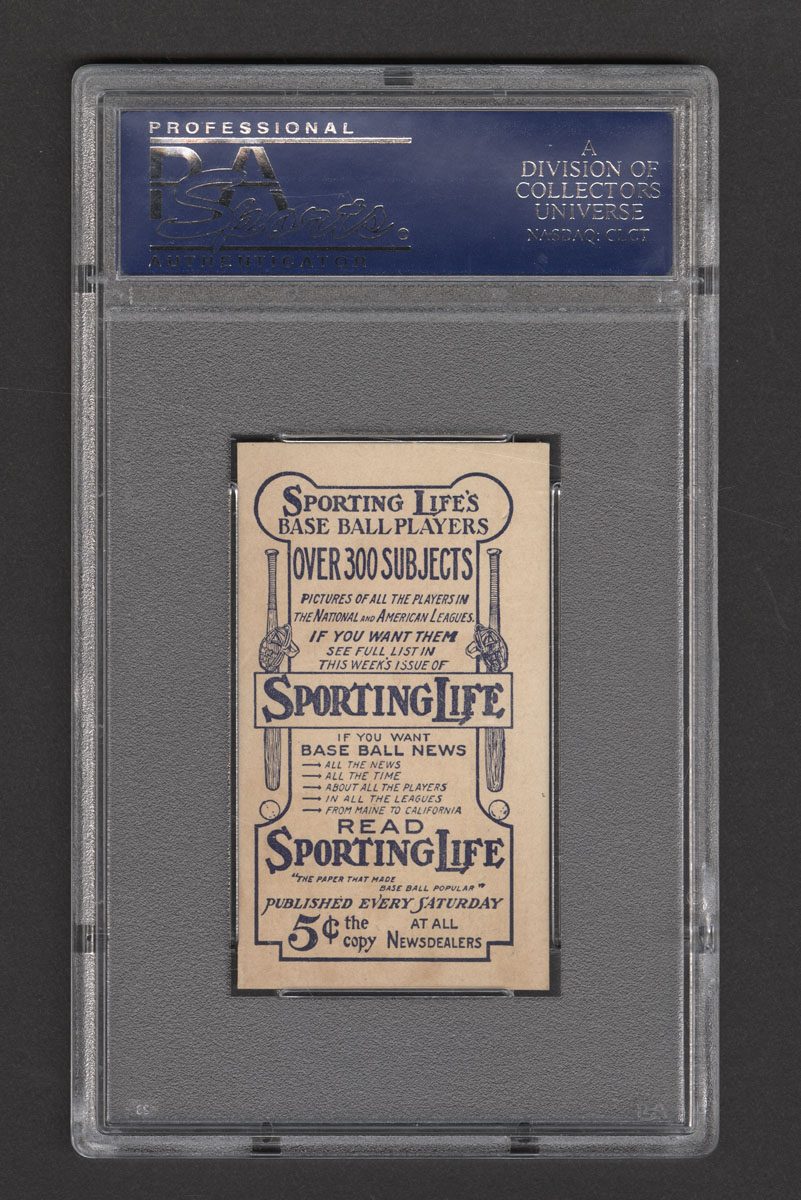 PROFESSIONAL
PSA
Sports
AUTHENTICATOR
A
DIVISION OF
COLLECTORS
UNIVERSE
NASDAQ: CLCT
SPORTING LIFE'S
BASE BALL PLAYERS
OVER 300 SUBJECTS
PICTURES OF ALL THE PLAYERS IN
THE NATIONAL AND AMERICAN LEAGUES.
IF YOU WANT THEM
SEE FULL LIST IN
THIS WEEK'S ISSUE OF
SPORTING LIFE
IF YOU WANT
BASE BALL NEWS
ALL THE NEWS
ALL THE TIME
ABOUT ALL THE PLAYERS
IN ALL THE LEAGUES
FROM MAINE TO CALIFORNIA
READ
SPORTING LIFE
"THE PAPER THAT MADE
BASE BALL POPULAR"
PUBLISHED EVERY SATURDAY
5¢ the copy AT ALL NEWSDEALERS